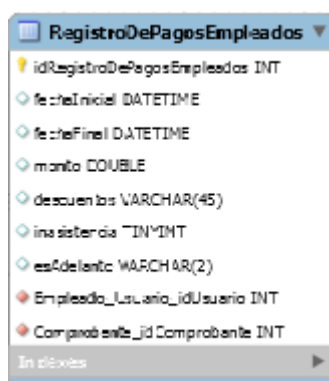 RegistroDePagosEmpleados
idRegistroDePagosEmpleados INT
fechaInicial DATETIME
fechaFinal DATETIME
monto DOUBLE
descuentos VARCHAR(45)
inasistencia TINYINT
esAdelanto VARCHAR(2)
Empleado_Usuario_idUsuario INT
Comprobante_idComprobante INT
Indexes